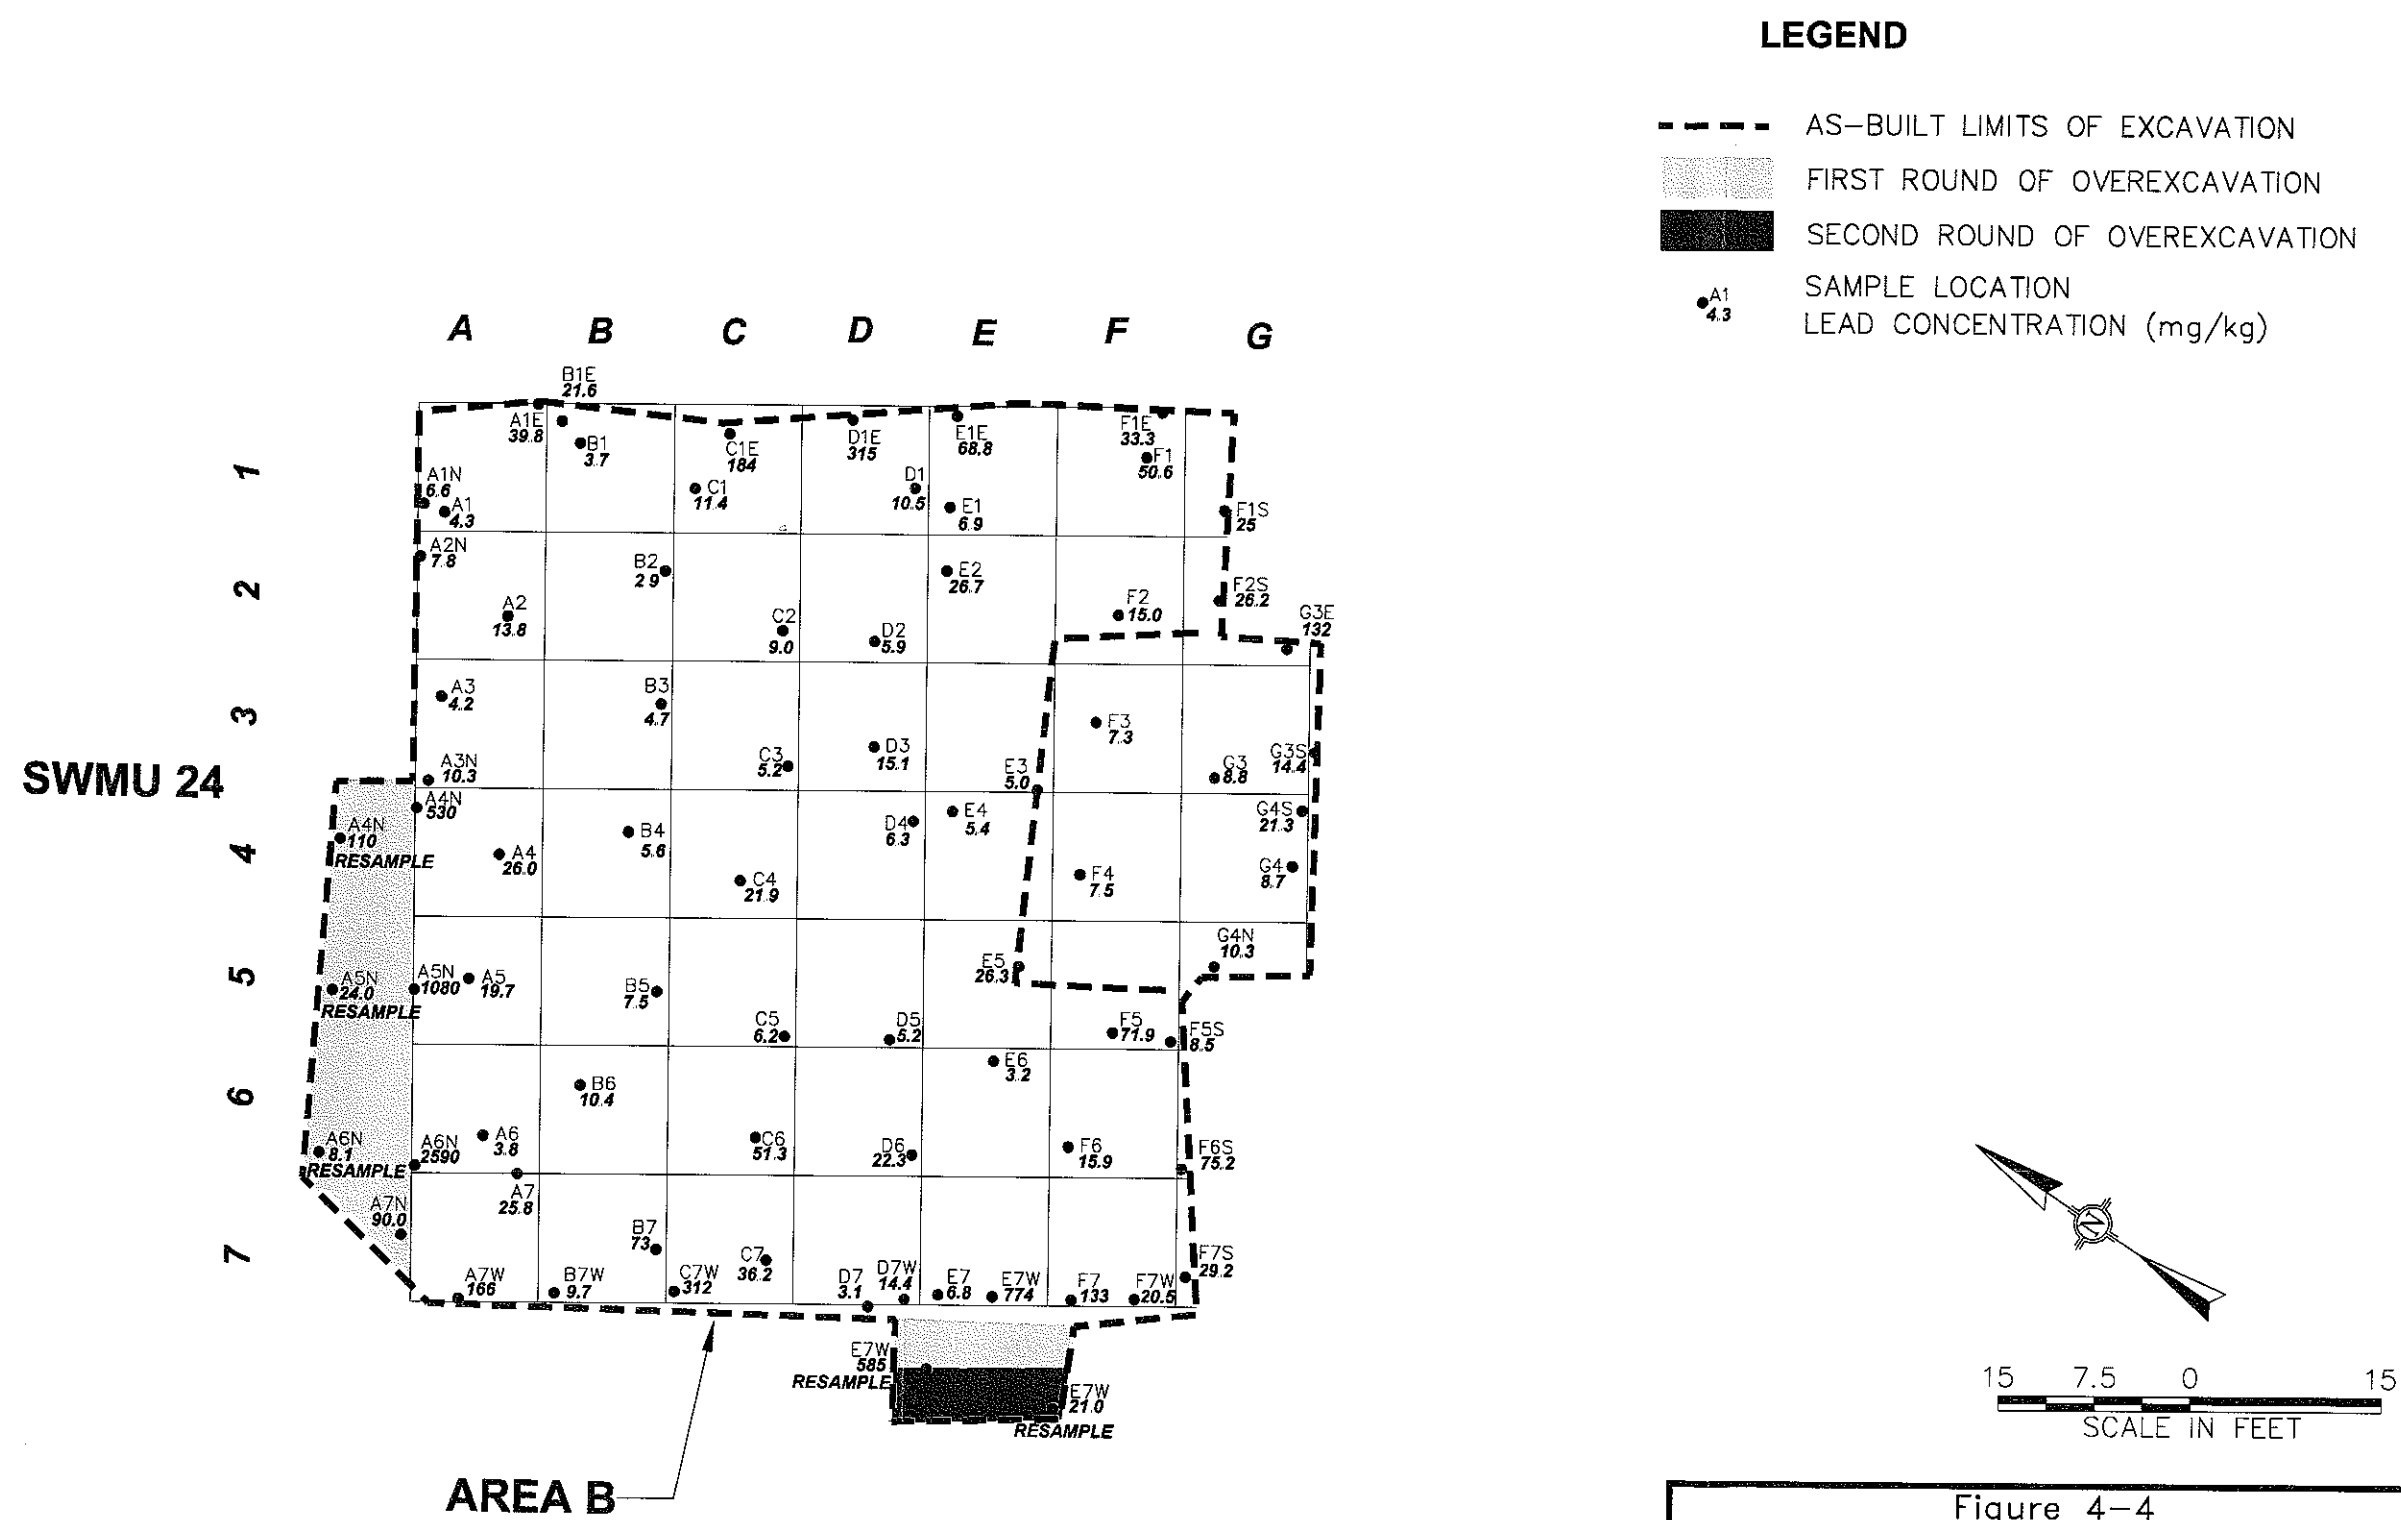 LEGEND
AS-BUILT LIMITS OF EXCAVATION
FIRST ROUND OF OVEREXCAVATION
SECOND ROUND OF OVEREXCAVATION
A1
4.3
SAMPLE LOCATION
LEAD CONCENTRATION (mg/kg)
A B C D E F G
B1E
21.6
A1E
39.8
B1
3.7
C1E
184
D1E
315
E1E
68.8
F1E
33.3
F1
50.6
1
A1N
6.6
A1
4.3
C1
11.4
D1
10.5
E1
6.9
F1S
25
A2N
7.8
B2
2 9
E2
26.7
2
A2
13.8
C2
9.0
D2
5.9
F2
15.0
F2S
26.2
G3E
132
A3
4.2
B3
4.7
3
F3
7.3
D3
15.1
C3
5.2
E3
5.0
G3
8.8
G3S
14.4
SWMU 24
A3N
10.3
A4N
530
A4N
110
RESAMPLE
4
A4
26.0
B4
5.6
C4
21.9
D4
6.3
E4
5.4
F4
7.5
G4S
21.3
G4
8.7
G4N
10.3
5
A5N
24.0
RESAMPLE
A5N
1080
A5
19.7
B5
7.5
C5
6.2
D5
5.2
E5
26.3
F5
71.9
F5S
8.5
6
B6
10.4
E6
3.2
A6N
8.1
RESAMPLE
A6N
2590
A6
3.8
C6
51.3
D6
22.3
F6
15.9
F6S
75.2
7
A7N
90.0
A7
25.8
B7
73
C7
36.2
A7W
166
B7W
9.7
C7W
312
D7
3.1
D7W
14.4
E7
6.8
E7W
774
F7
133
F7W
20.5
F7S
29.2
E7W
585
RESAMPLE
E7W
21.0
RESAMPLE
AREA B
N
15 7.5 0 15
SCALE IN FEET
Figure 4-4